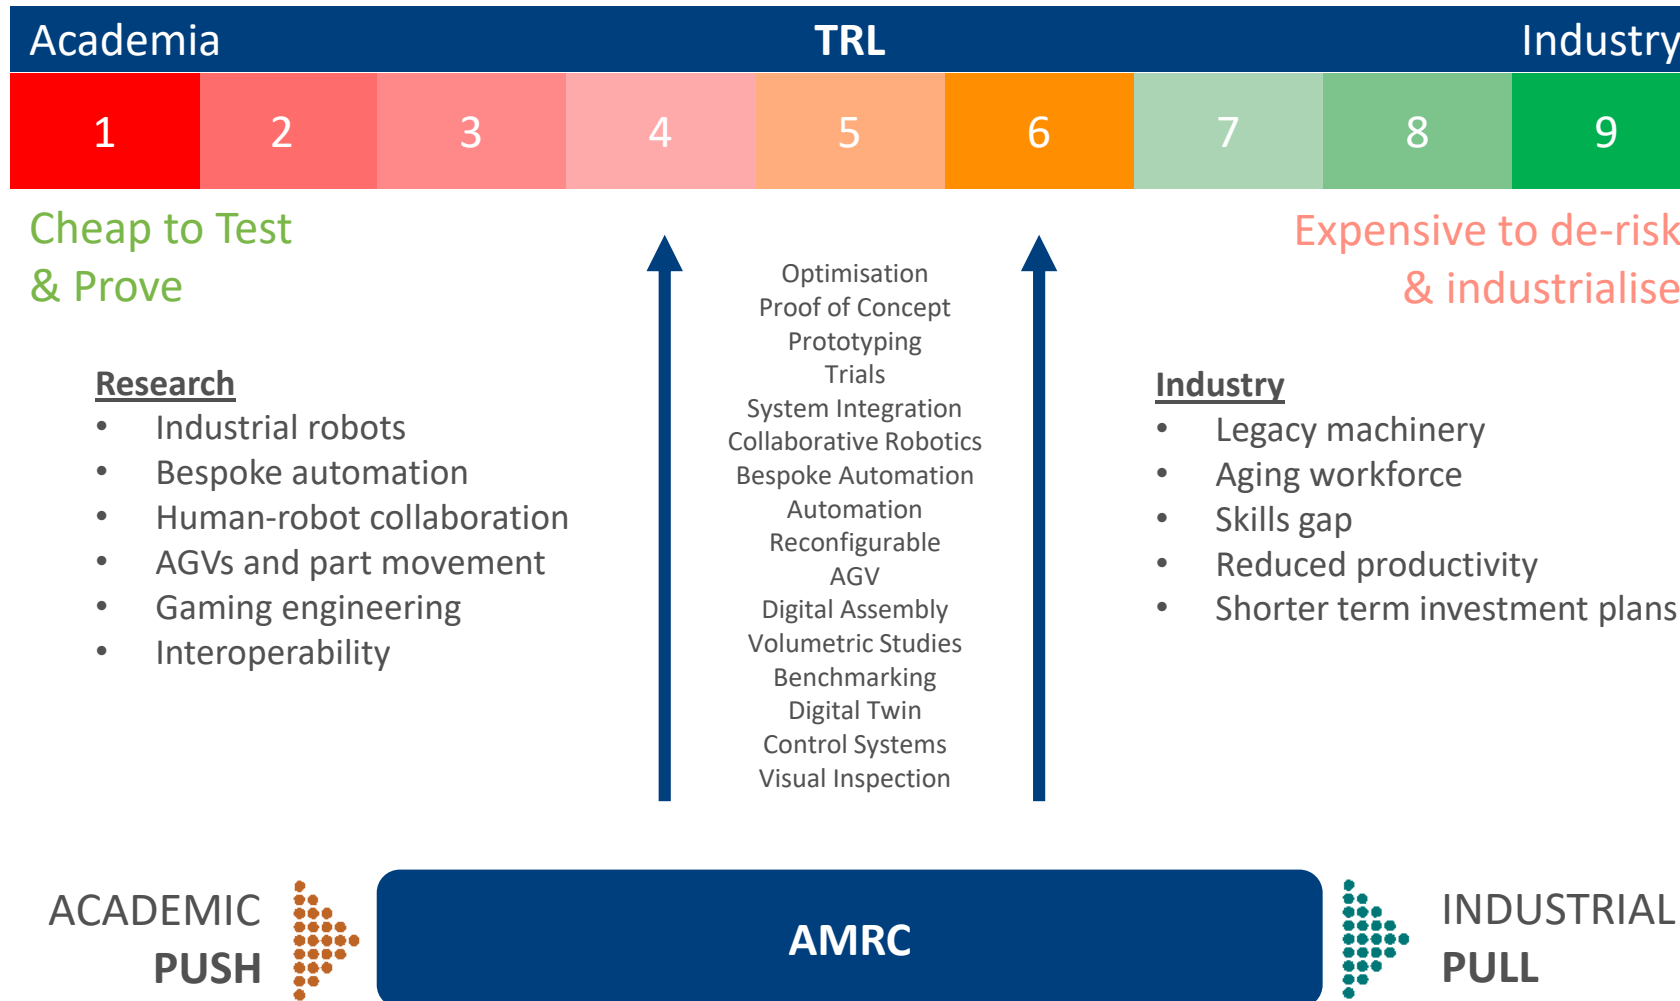 Academia TRL Industry
1 2 3 4 5 6 7 8 9
Cheap to Test
& Prove
Research
• Industrial robots
• Bespoke automation
• Human-robot collaboration
• AGVs and part movement
• Gaming engineering
• Interoperability
Optimisation
Proof of Concept
Prototyping
Trials
System Integration
Collaborative Robotics
Bespoke Automation
Automation
Reconfigurable
AGV
Digital Assembly
Volumetric Studies
Benchmarking
Digital Twin
Control Systems
Visual Inspection
Expensive to de-risk
& industrialise
Industry
• Legacy machinery
• Aging workforce
• Skills gap
• Reduced productivity
• Shorter term investment plans
ACADEMIC
PUSH
AMRC
INDUSTRIAL
PULL